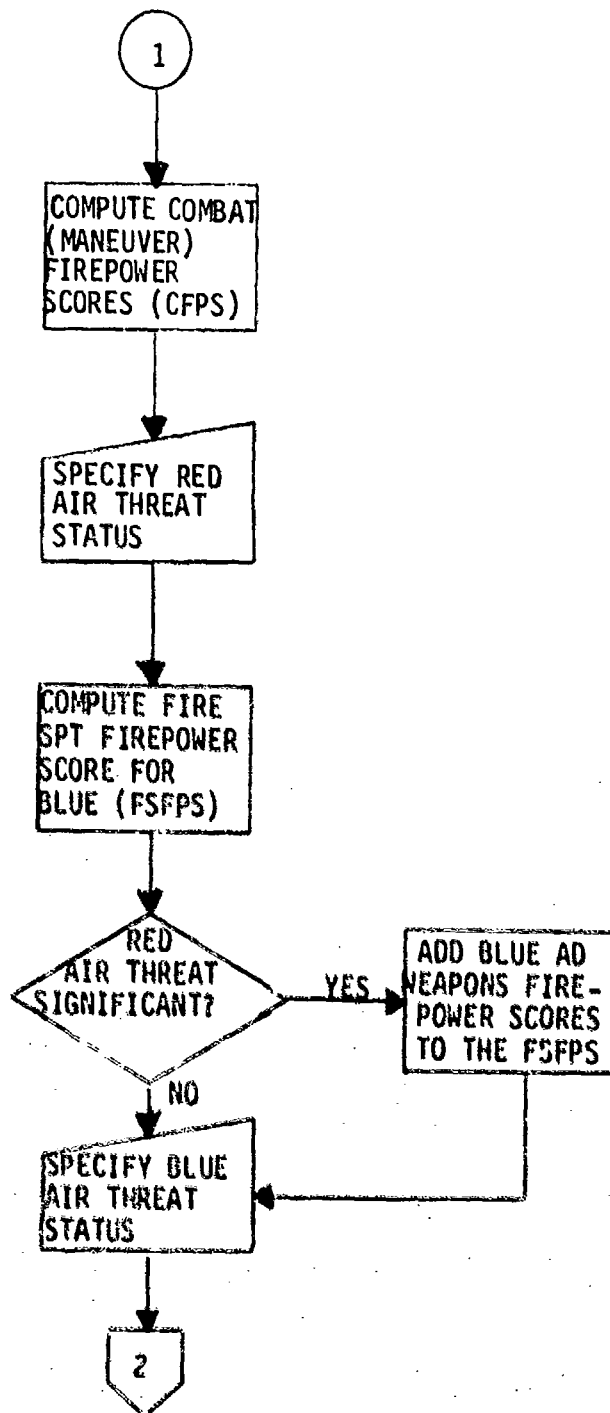 1
COMPUTE COMBAT
(MANEUVER)
FIREPOWER
SCORES (CFPS)
SPECIFY RED
AIR THREAT
STATUS
COMPUTE FIRE
SPT FIREPOWER
SCORE FOR
BLUE (FSFPS)
RED
AIR THREAT
SIGNIFICANT?
YES
ADD BLUE AD
WEAPONS FIRE-
POWER SCORES
TO THE FSFPS
NO
SPECIFY BLUE
AIR THREAT
STATUS
2